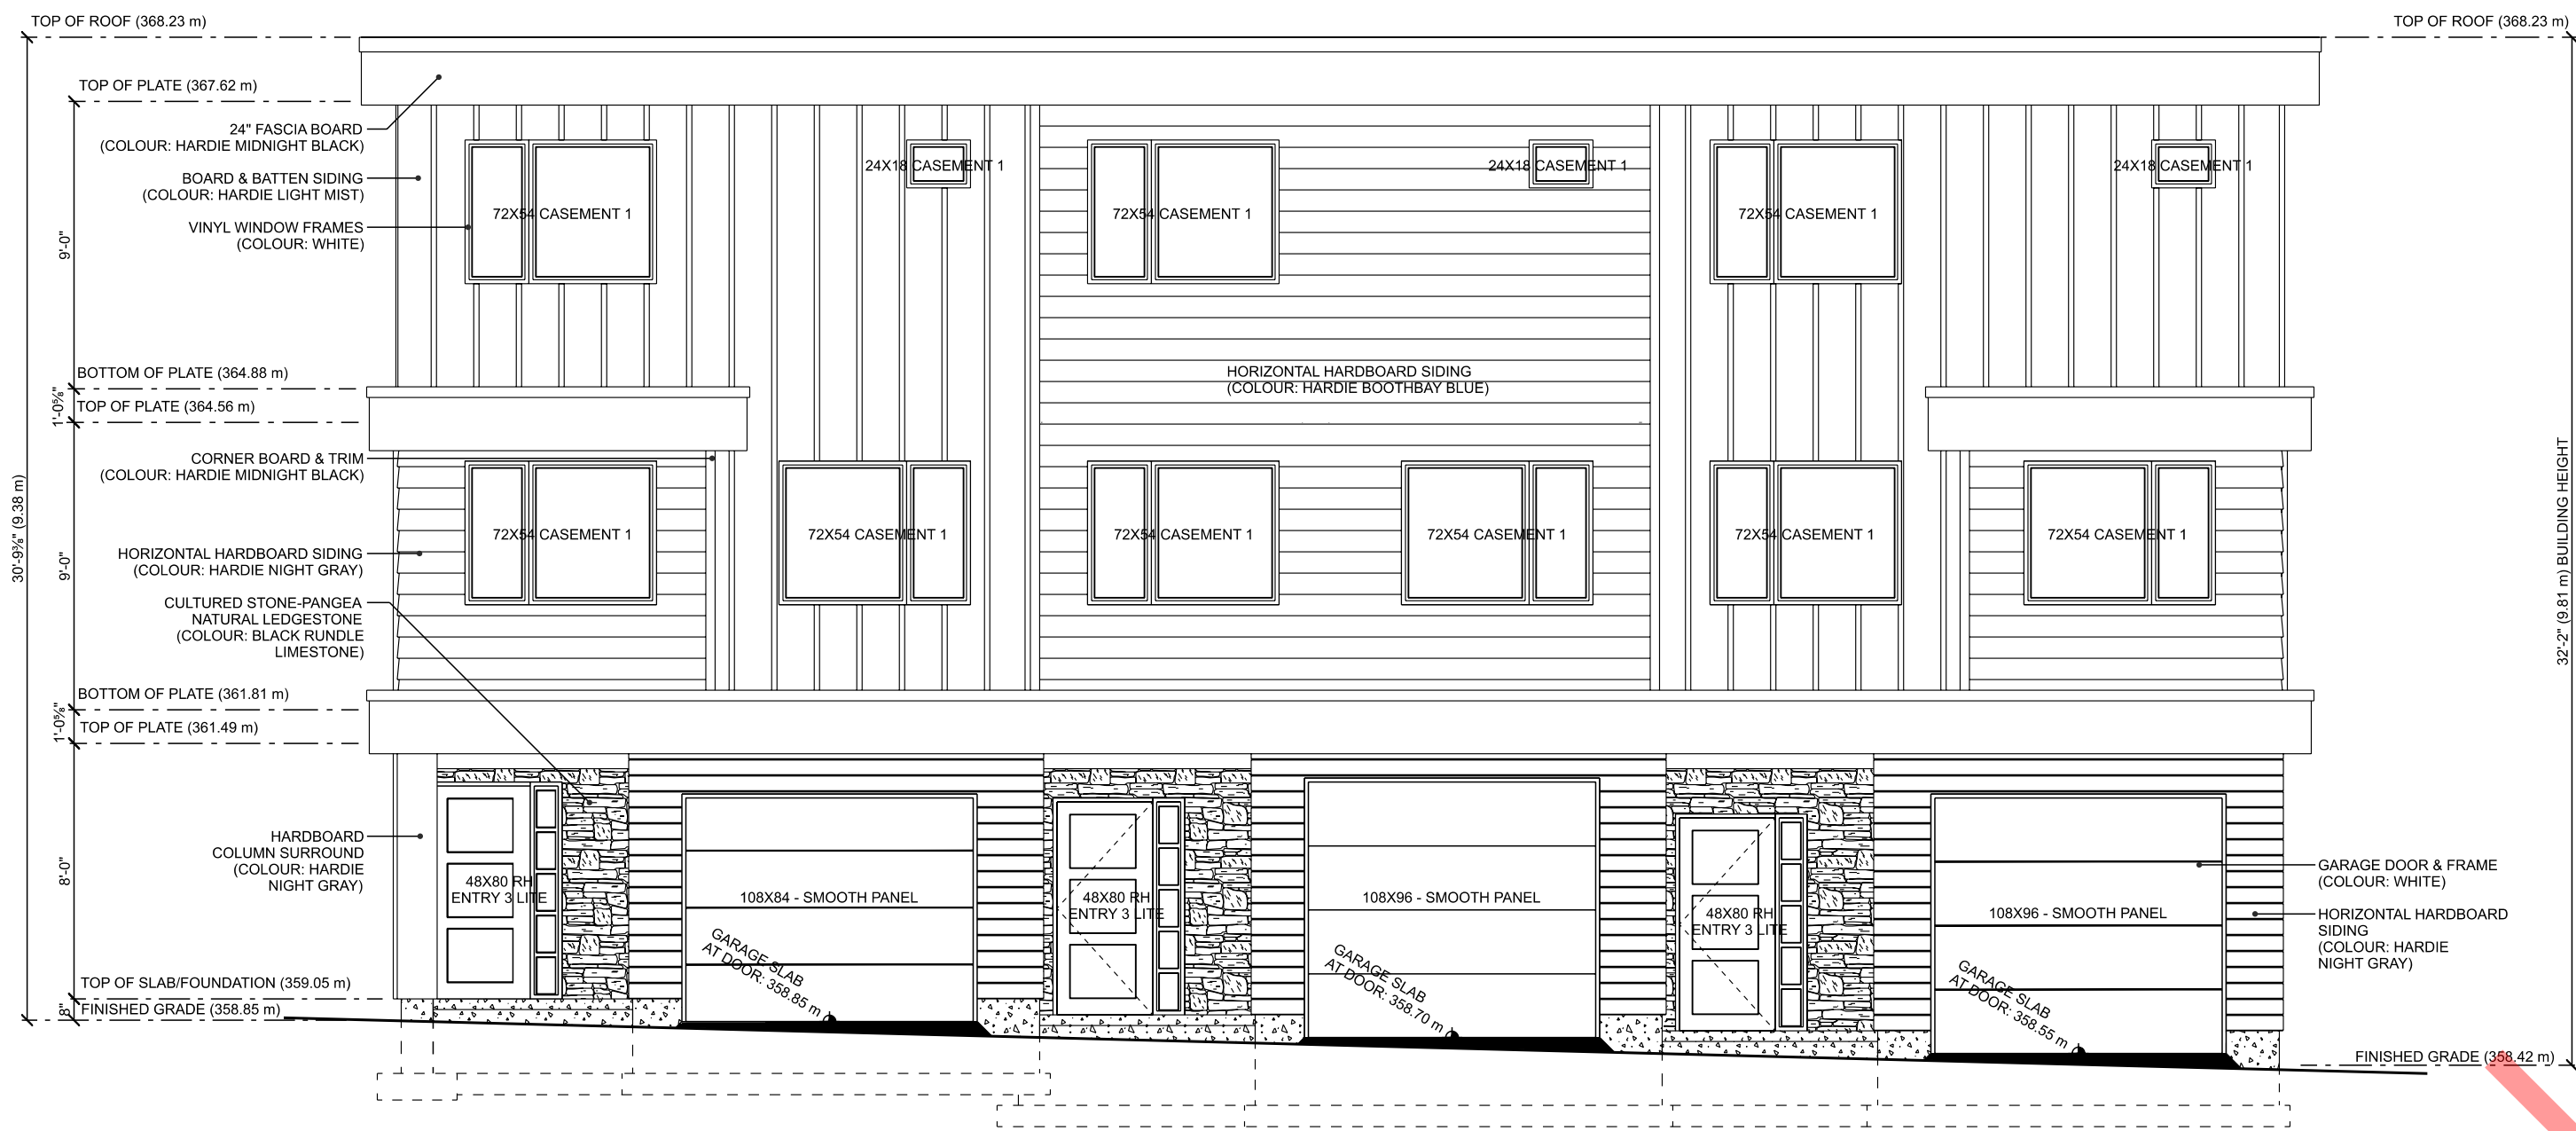 TOP OF ROOF (368.23 m)
TOP OF ROOF (368.23 m)
TOP OF PLATE (367.62 m)
24" FASCIA BOARD
(COLOUR: HARDIE MIDNIGHT BLACK)
BOARD & BATTEN SIDING
(COLOUR: HARDIE LIGHT MIST)
VINYL WINDOW FRAMES
(COLOUR: WHITE)
9'-0"
72X54 CASEMENT 1
24X18 CASEMENT 1
72X54 CASEMENT 1
24X18 CASEMENT 1
72X54 CASEMENT 1
24X18 CASEMENT 1
BOTTOM OF PLATE (364.88 m)
1'-0⅝"
TOP OF PLATE (364.56 m)
HORIZONTAL HARDBOARD SIDING
(COLOUR: HARDIE BOOTHBAY BLUE)
CORNER BOARD & TRIM
(COLOUR: HARDIE MIDNIGHT BLACK)
30'-9⅜" (9.38 m)
9'-0"
HORIZONTAL HARDBOARD SIDING
(COLOUR: HARDIE NIGHT GRAY)
72X54 CASEMENT 1
72X54 CASEMENT 1
72X54 CASEMENT 1
72X54 CASEMENT 1
72X54 CASEMENT 1
72X54 CASEMENT 1
32'-2" (9.81 m) BUILDING HEIGHT
CULTURED STONE-PANGEA
NATURAL LEDGESTONE
(COLOUR: BLACK RUNDLE
LIMESTONE)
BOTTOM OF PLATE (361.81 m)
1'-0⅝"
TOP OF PLATE (361.49 m)
HARDBOARD
COLUMN SURROUND
(COLOUR: HARDIE
NIGHT GRAY)
8'-0"
48X80 RH
ENTRY 3 LITE
108X84 - SMOOTH PANEL
GARAGE SLAB
AT DOOR: 358.85 m
48X80 RH
ENTRY 3 LITE
108X96 - SMOOTH PANEL
GARAGE SLAB
AT DOOR: 358.70 m
48X80 RH
ENTRY 3 LITE
108X96 - SMOOTH PANEL
GARAGE SLAB
AT DOOR: 358.55 m
GARAGE DOOR & FRAME
(COLOUR: WHITE)
HORIZONTAL HARDBOARD
SIDING
(COLOUR: HARDIE
NIGHT GRAY)
TOP OF SLAB/FOUNDATION (359.05 m)
8"
FINISHED GRADE (358.85 m)
FINISHED GRADE (358.42 m)